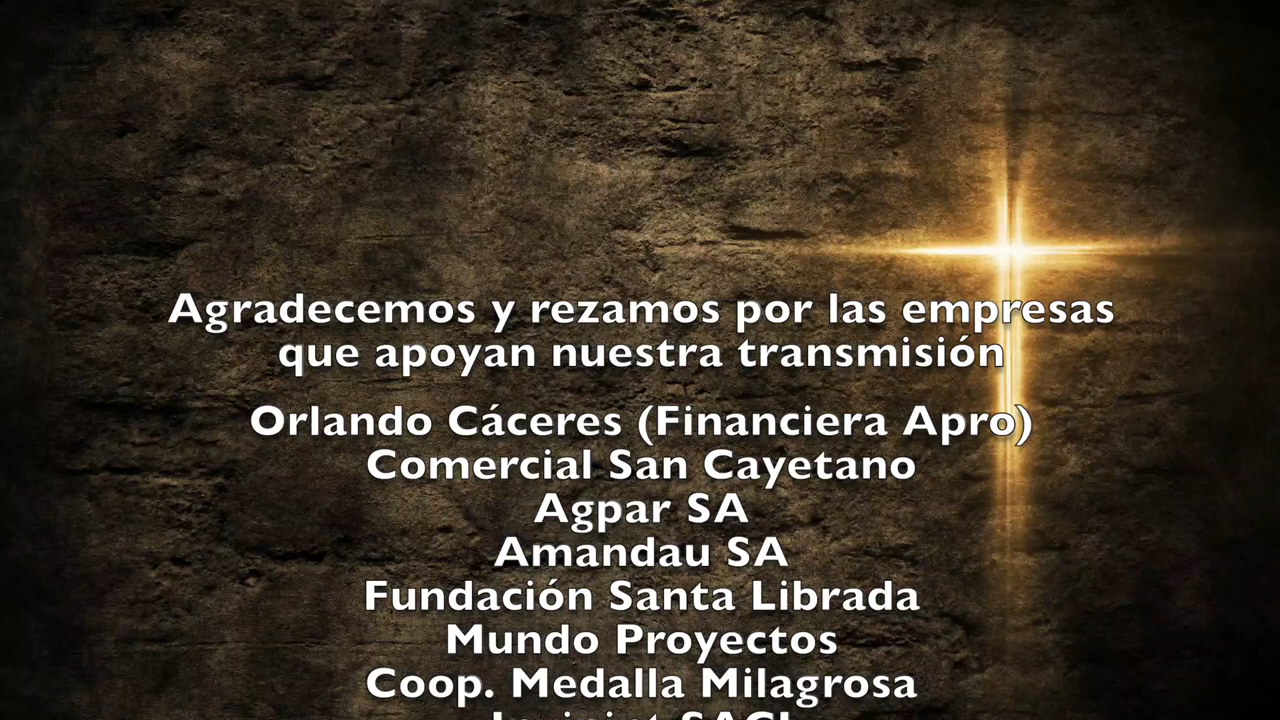 Agradecemos y rezamos por las empresas
que apoyan nuestra transmisión
Orlando Cáceres (Financiera Apro)
Comercial San Cayetano
Agpar SA
Amandau SA
Fundación Santa Librada
Mundo Proyectos
Coop. Medalla Milagrosa
SACI